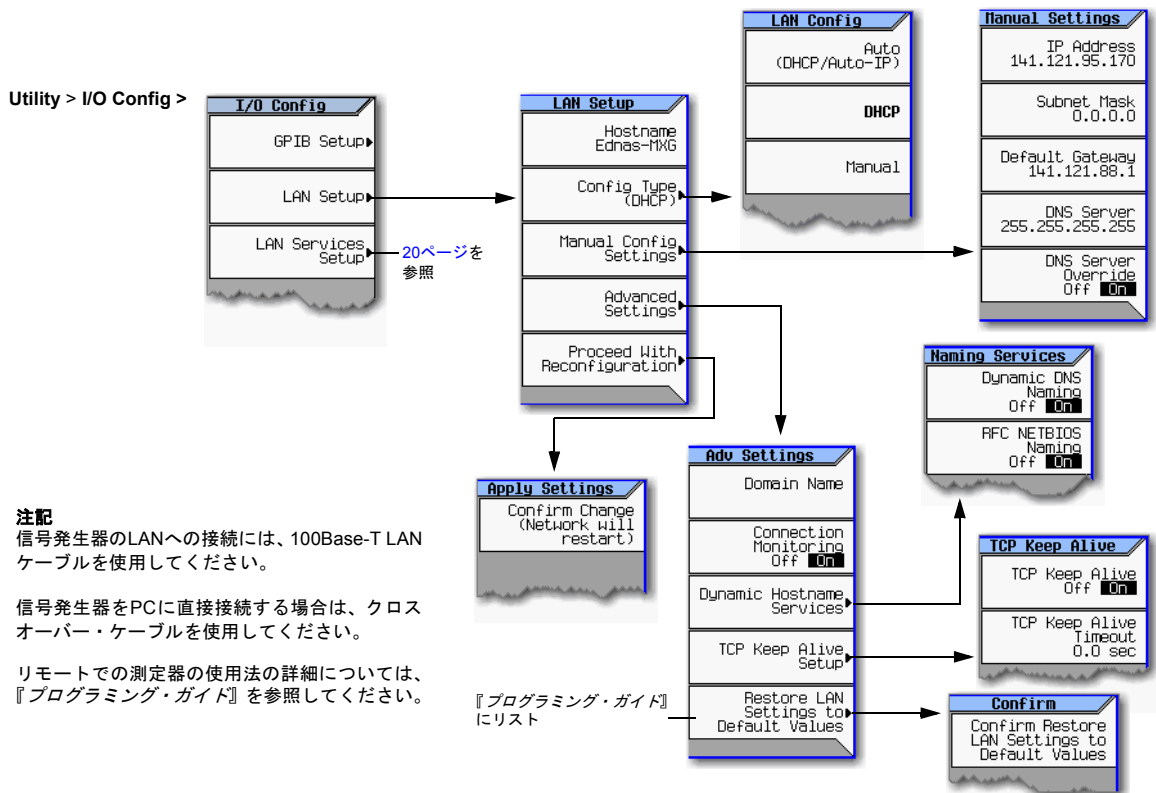 Utility > I/O Config >
I/O Config
GPIB Setup
LAN Setup
LAN Services
Setup
20ページを
参照
LAN Setup
Hostname
Ednas-MXG
Config Type
(DHCP)
Manual Config
Settings
Advanced
Settings
Proceed With
Reconfiguration
LAN Config
Auto
(DHCP/Auto-IP)
DHCP
Manual
Manual Settings
IP Address
141.121.95.170
Subnet Mask
0.0.0.0
Default Gateway
141.121.88.1
DNS Server
255.255.255.255
DNS Server
Override
Off On
Apply Settings
Confirm Change
(Network will
restart)
Adv Settings
Domain Name
Connection
Monitoring
Off On
Dynamic Hostname
Services
TCP Keep Alive
Setup
Restore LAN
Settings to
Default Values
『プログラミング・ガイド』
にリスト
Naming Services
Dynamic DNS
Naming
Off On
RFC NETBIOS
Naming
Off On
TCP Keep Alive
TCP Keep Alive
Off On
TCP Keep Alive
Timeout
0.0 sec
Confirm
Confirm Restore
LAN Settings to
Default Values
注記
信号発生器のLANへの接続には、100Base-T LAN
ケーブルを使用してください。
信号発生器をPCに直接接続する場合は、クロス
オーバー・ケーブルを使用してください。
リモートでの測定器の使用法の詳細については、
『プログラミング・ガイド』を参照してください。